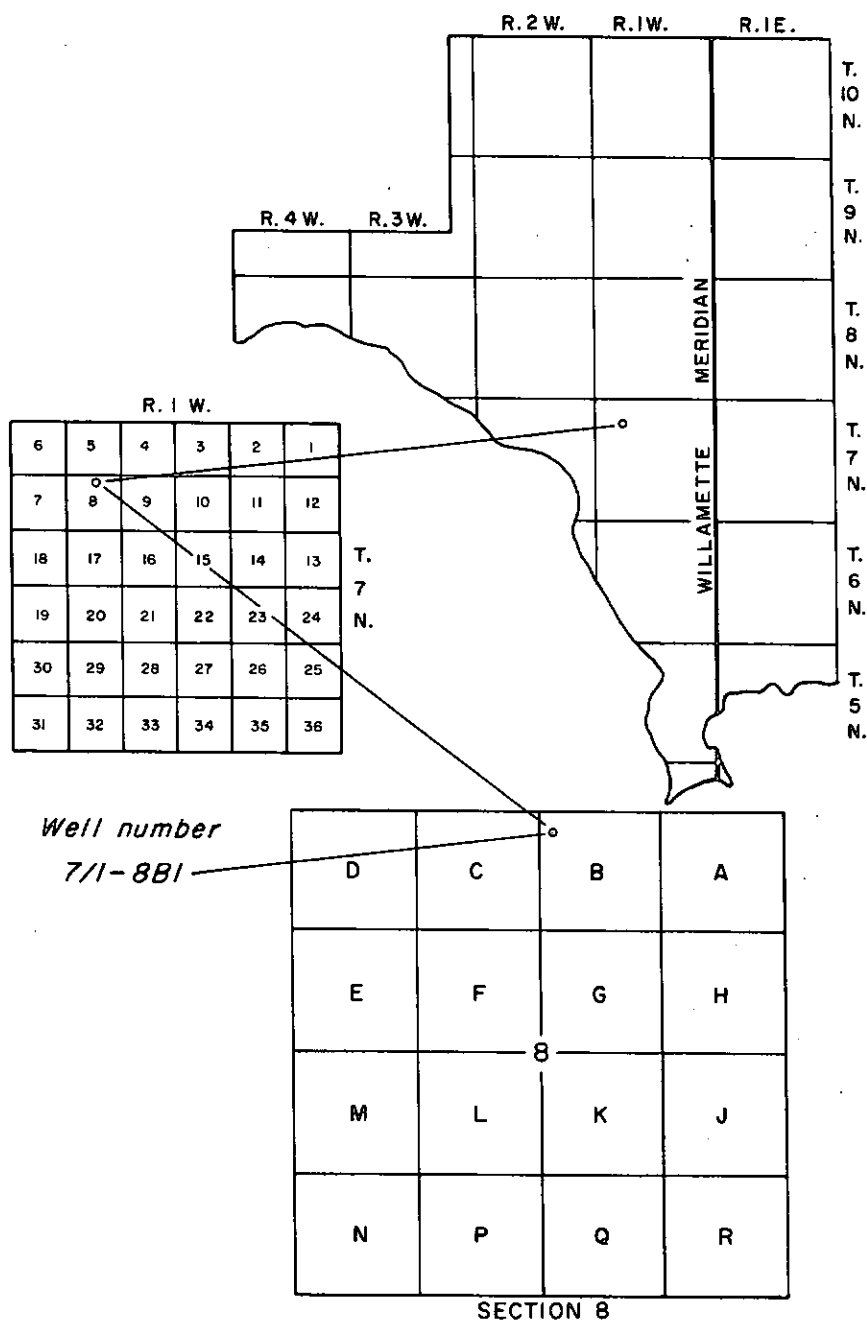 R. 2 W. R. 1 W. R. 1 E.
T. 10 N.
T. 9 N.
R. 4 W. R. 3 W.
T. 8 N.
WILLAMETTE MERIDIAN
T. 7 N.
T. 6 N.
T. 5 N.
R. 1 W.
6 5 4 3 2 1
7 8 9 10 11 12
18 17 16 15 14 13
19 20 21 22 23 24
30 29 28 27 26 25
31 32 33 34 35 36
T. 7 N.
Well number
7/1-8B1
D C B A
E F G H
8
M L K J
N P Q R
SECTION 8